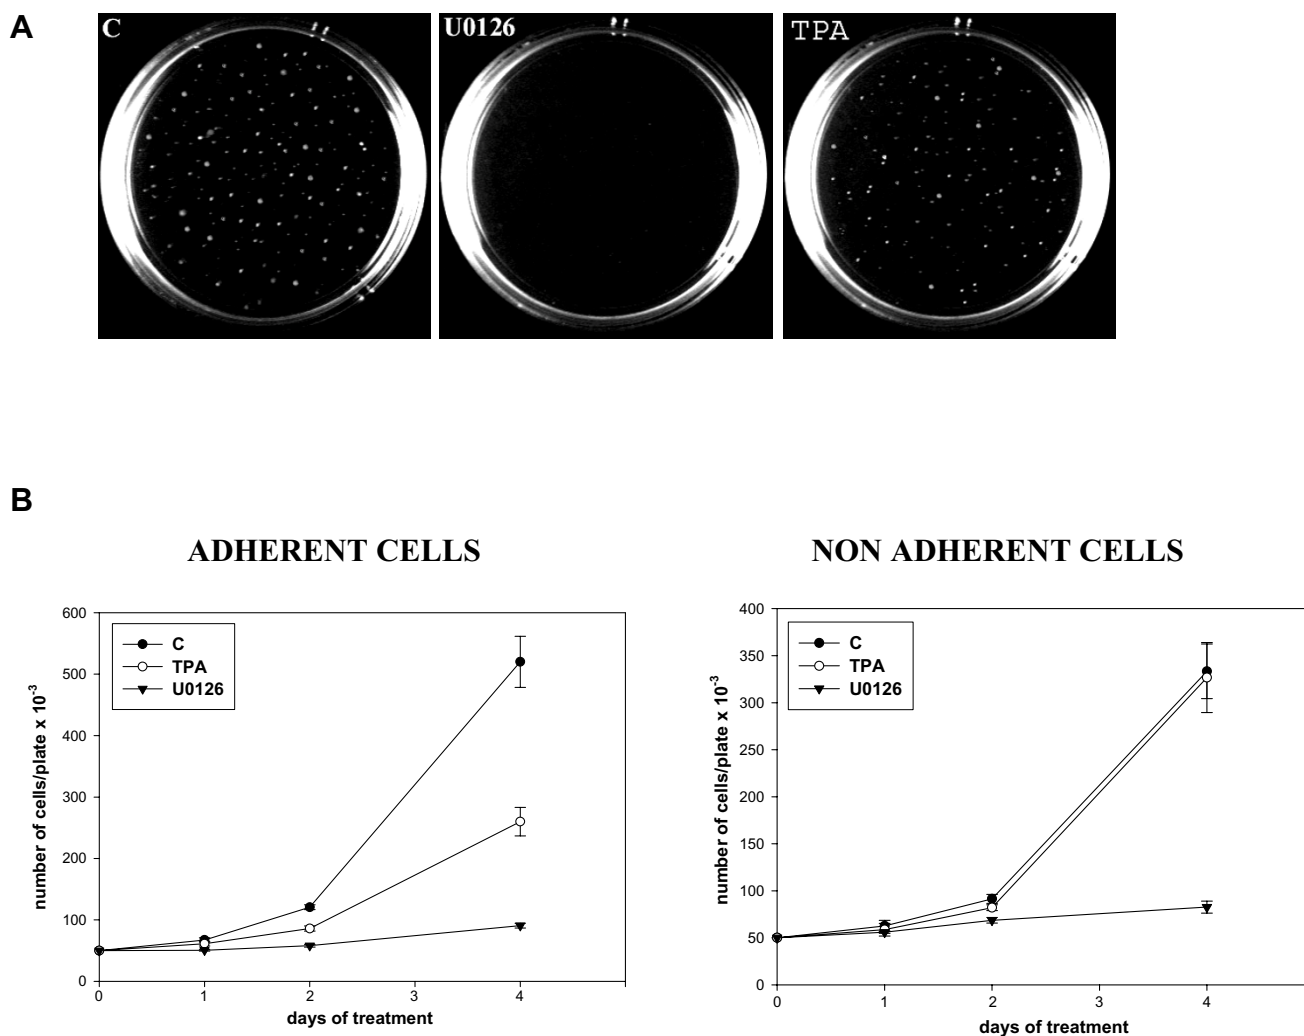 A
C
U0126
TPA
B
ADHERENT CELLS
NON ADHERENT CELLS
number of cells/plate x 10-3
600
500
400
300
200
100
0
C
TPA
U0126
0
1
2
3
4
days of treatment
number of cells/plate x 10-3
400
350
300
250
200
150
100
50
0
C
TPA
U0126
0
1
2
3
4
days of treatment